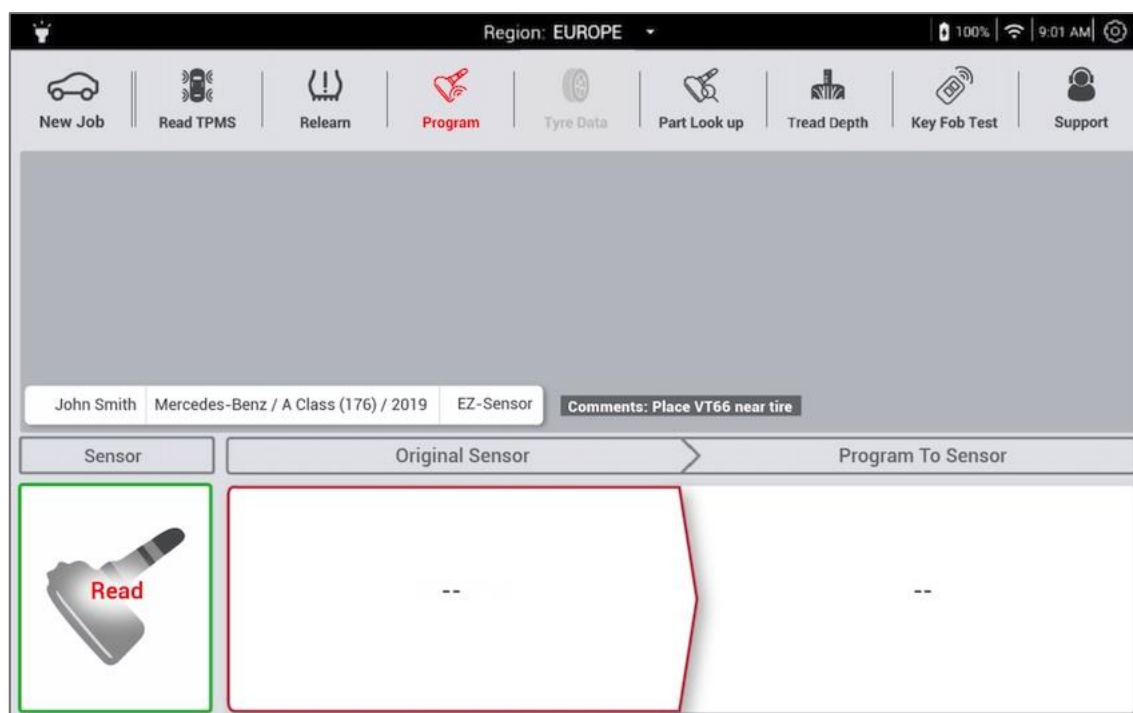 Region: EUROPE 100% 9:01 AM
New Job Read TPMS Relearn Program Tyre Data Part Look up Tread Depth Key Fob Test Support
John Smith Mercedes-Benz / A Class (176) / 2019 EZ-Sensor Comments: Place VT66 near tire
Sensor Original Sensor Program To Sensor
Read -- --